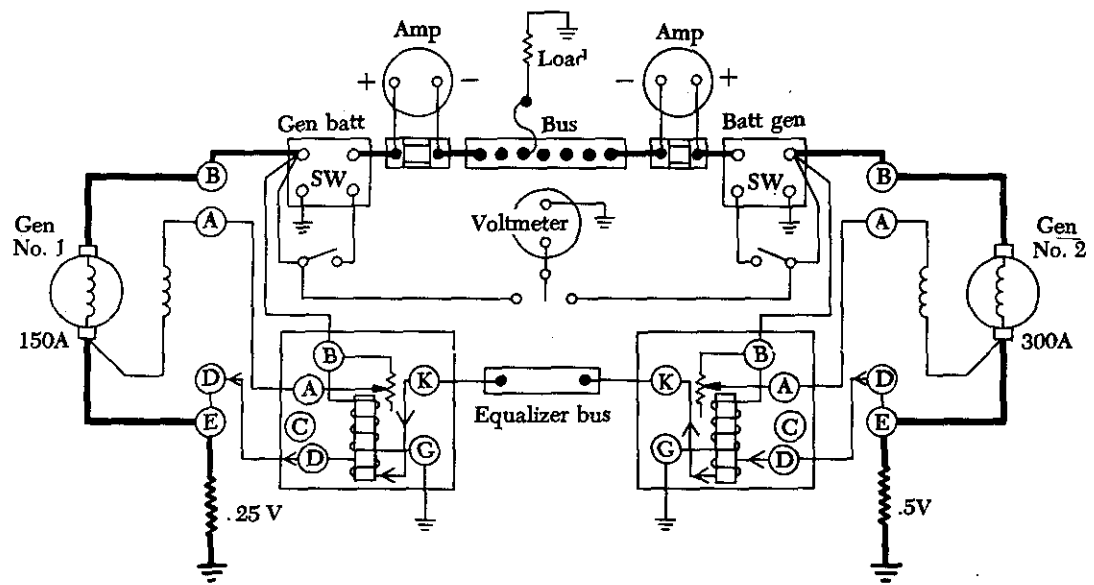 Amp
Amp
Load
+ −
− +
Gen batt
Bus
Batt gen
B
SW
Voltmeter
SW
B
A
A
Gen
No. 1
Gen
No. 2
150A
300A
B
B
D
A
K
K
A
D
Equalizer bus
E
C
G
G
C
E
D
D
.25 V
.5V